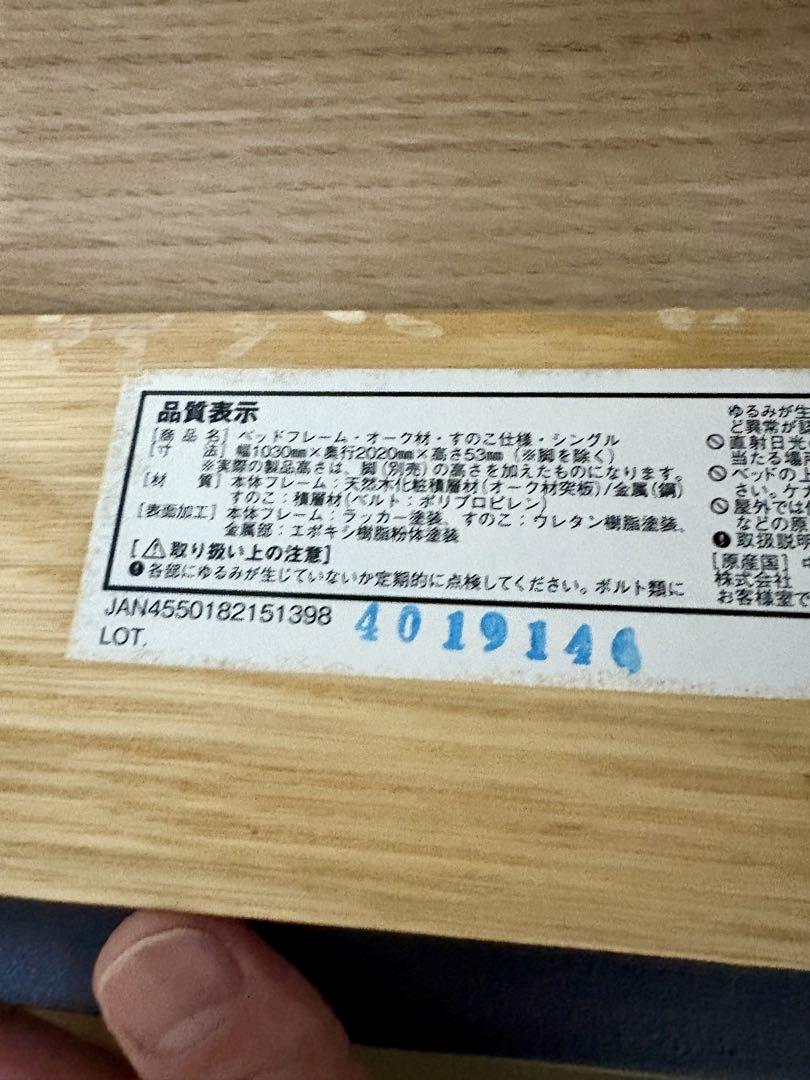 品質表示
[商品名] ベッドフレーム・オーク材・すのこ仕様・シングル
[寸　法] 幅1030mm×奥行2020mm×高さ53mm (※脚を除く)
※実際の製品高さは、脚(別売)の高さを加えたものになります。
[材　質] 本体フレーム:天然木化粧積層材(オーク材突板)/金属(鋼)
すのこ:積層材(ベルト:ポリプロピレン)
[表面加工] 本体フレーム:ラッカー塗装、すのこ:ウレタン樹脂塗装、
金属部:エポキシ樹脂粉体塗装
[⚠取り扱い上の注意]
❶各部にゆるみが生じていないか定期的に点検してください。ボルト類に
ゆるみが生
ど異常が認
直射日光
当たる場所
ベッドの上
さい。ケガ
屋外では使
などの原
取扱説明
[原産国] 中
株式会社
お客様室で
JAN4550182151398
LOT. 4019146